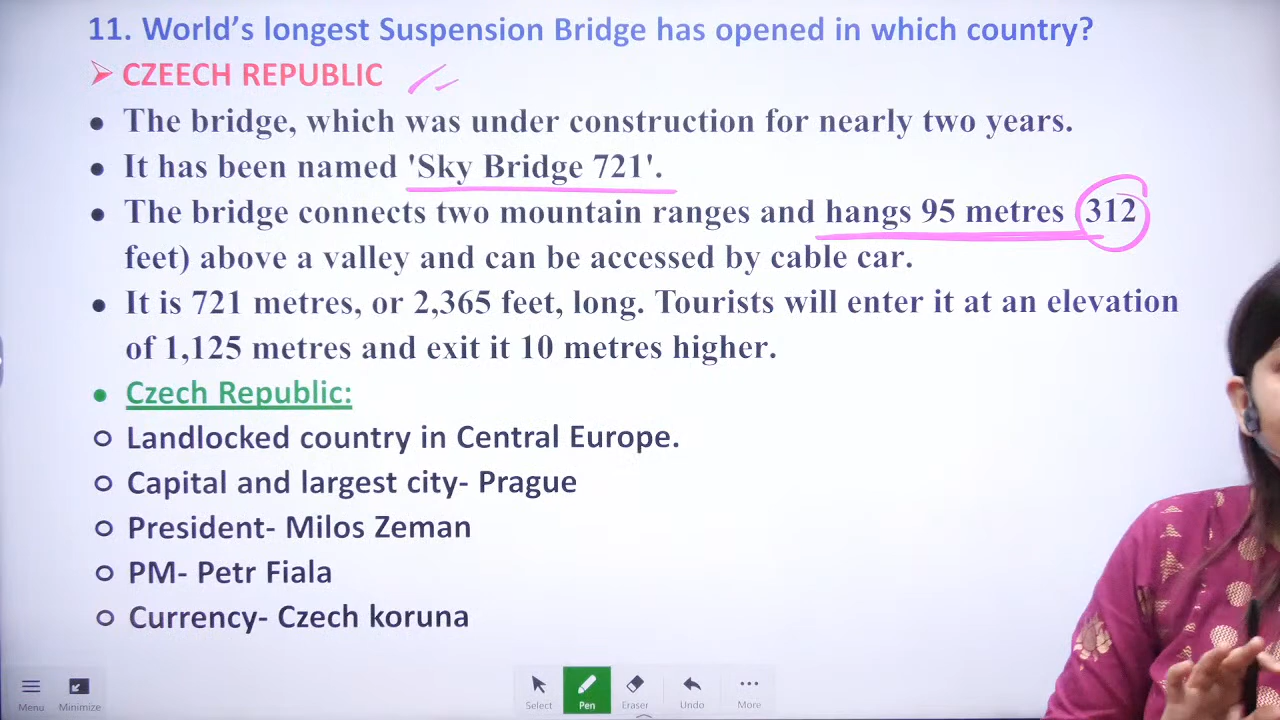 11. World’s longest Suspension Bridge has opened in which country?
➢ CZEECH REPUBLIC
• The bridge, which was under construction for nearly two years.
• It has been named 'Sky Bridge 721'.
• The bridge connects two mountain ranges and hangs 95 metres (312
feet) above a valley and can be accessed by cable car.
• It is 721 metres, or 2,365 feet, long. Tourists will enter it at an elevation
of 1,125 metres and exit it 10 metres higher.
• Czech Republic:
o Landlocked country in Central Europe.
o Capital and largest city- Prague
o President- Milos Zeman
o PM- Petr Fiala
o Currency- Czech koruna
Menu Minimize Select Pen Eraser Undo More